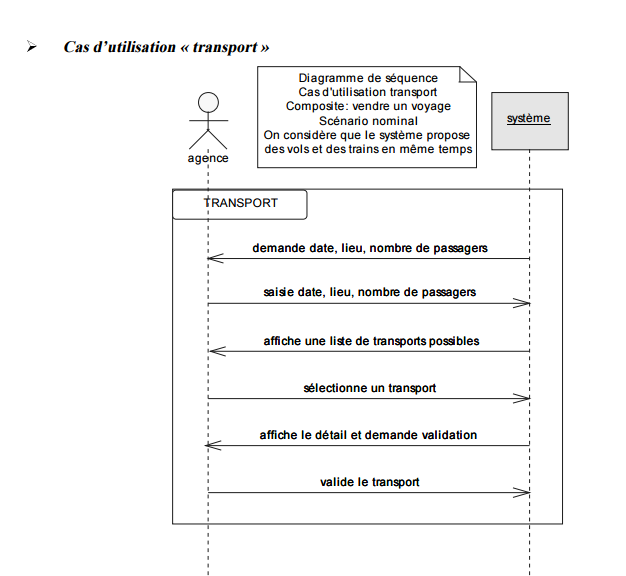 ➢ Cas d’utilisation « transport »
Diagramme de séquence
Cas d'utilisation transport
Composite: vendre un voyage
Scénario nominal
On considère que le système propose
des vols et des trains en même temps
système
agence
TRANSPORT
demande date, lieu, nombre de passagers
saisie date, lieu, nombre de passagers
affiche une liste de transports possibles
sélectionne un transport
affiche le détail et demande validation
valide le transport